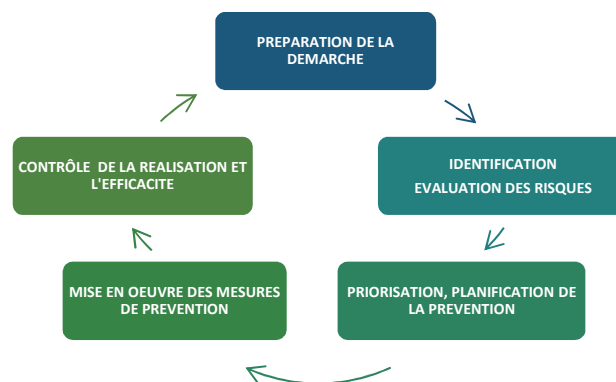 PREPARATION DE LA
DEMARCHE
IDENTIFICATION
EVALUATION DES RISQUES
PRIORISATION, PLANIFICATION DE
LA PREVENTION
MISE EN OEUVRE DES MESURES
DE PREVENTION
CONTRÔLE DE LA REALISATION ET
L'EFFICACITE